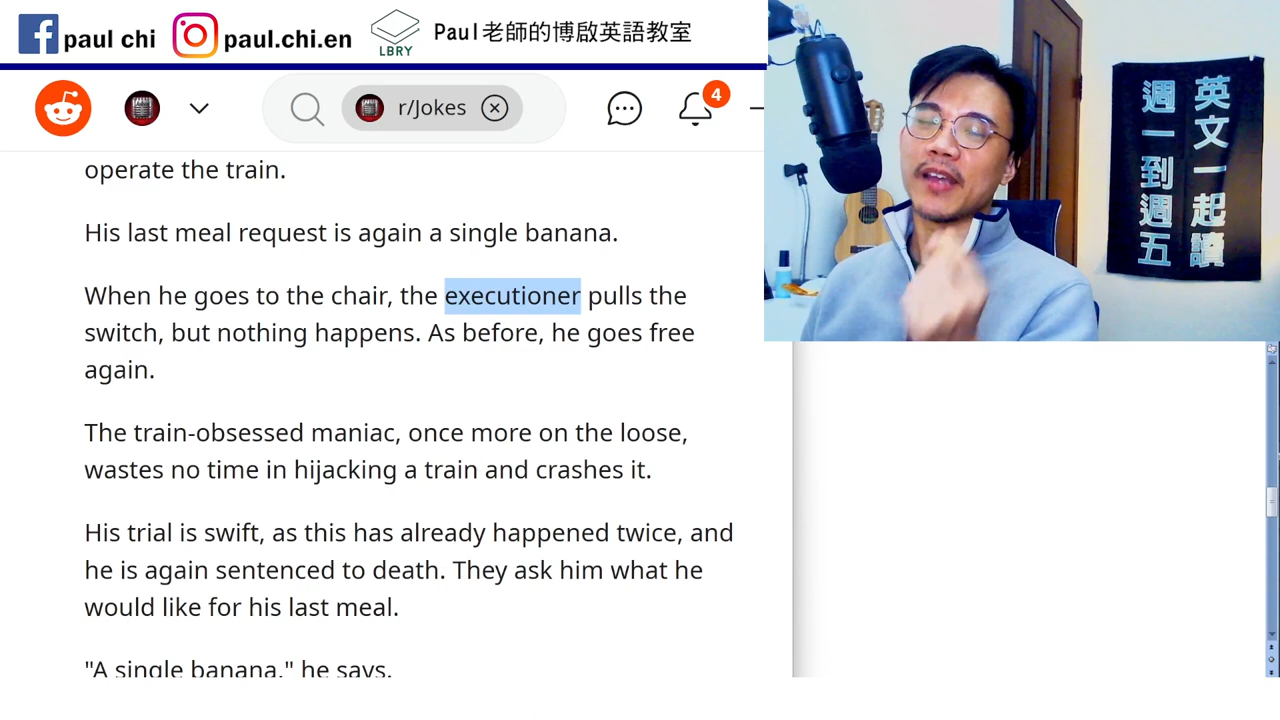 paul chi
paul.chi.en
LBRY
Paul老師的博啟英語教室
r/Jokes
4
operate the train.
His last meal request is again a single banana.
When he goes to the chair, the executioner pulls the
switch, but nothing happens. As before, he goes free
again.
The train-obsessed maniac, once more on the loose,
wastes no time in hijacking a train and crashes it.
His trial is swift, as this has already happened twice, and
he is again sentenced to death. They ask him what he
would like for his last meal.
"A single banana," he says.
英文一起讀
週一到週五